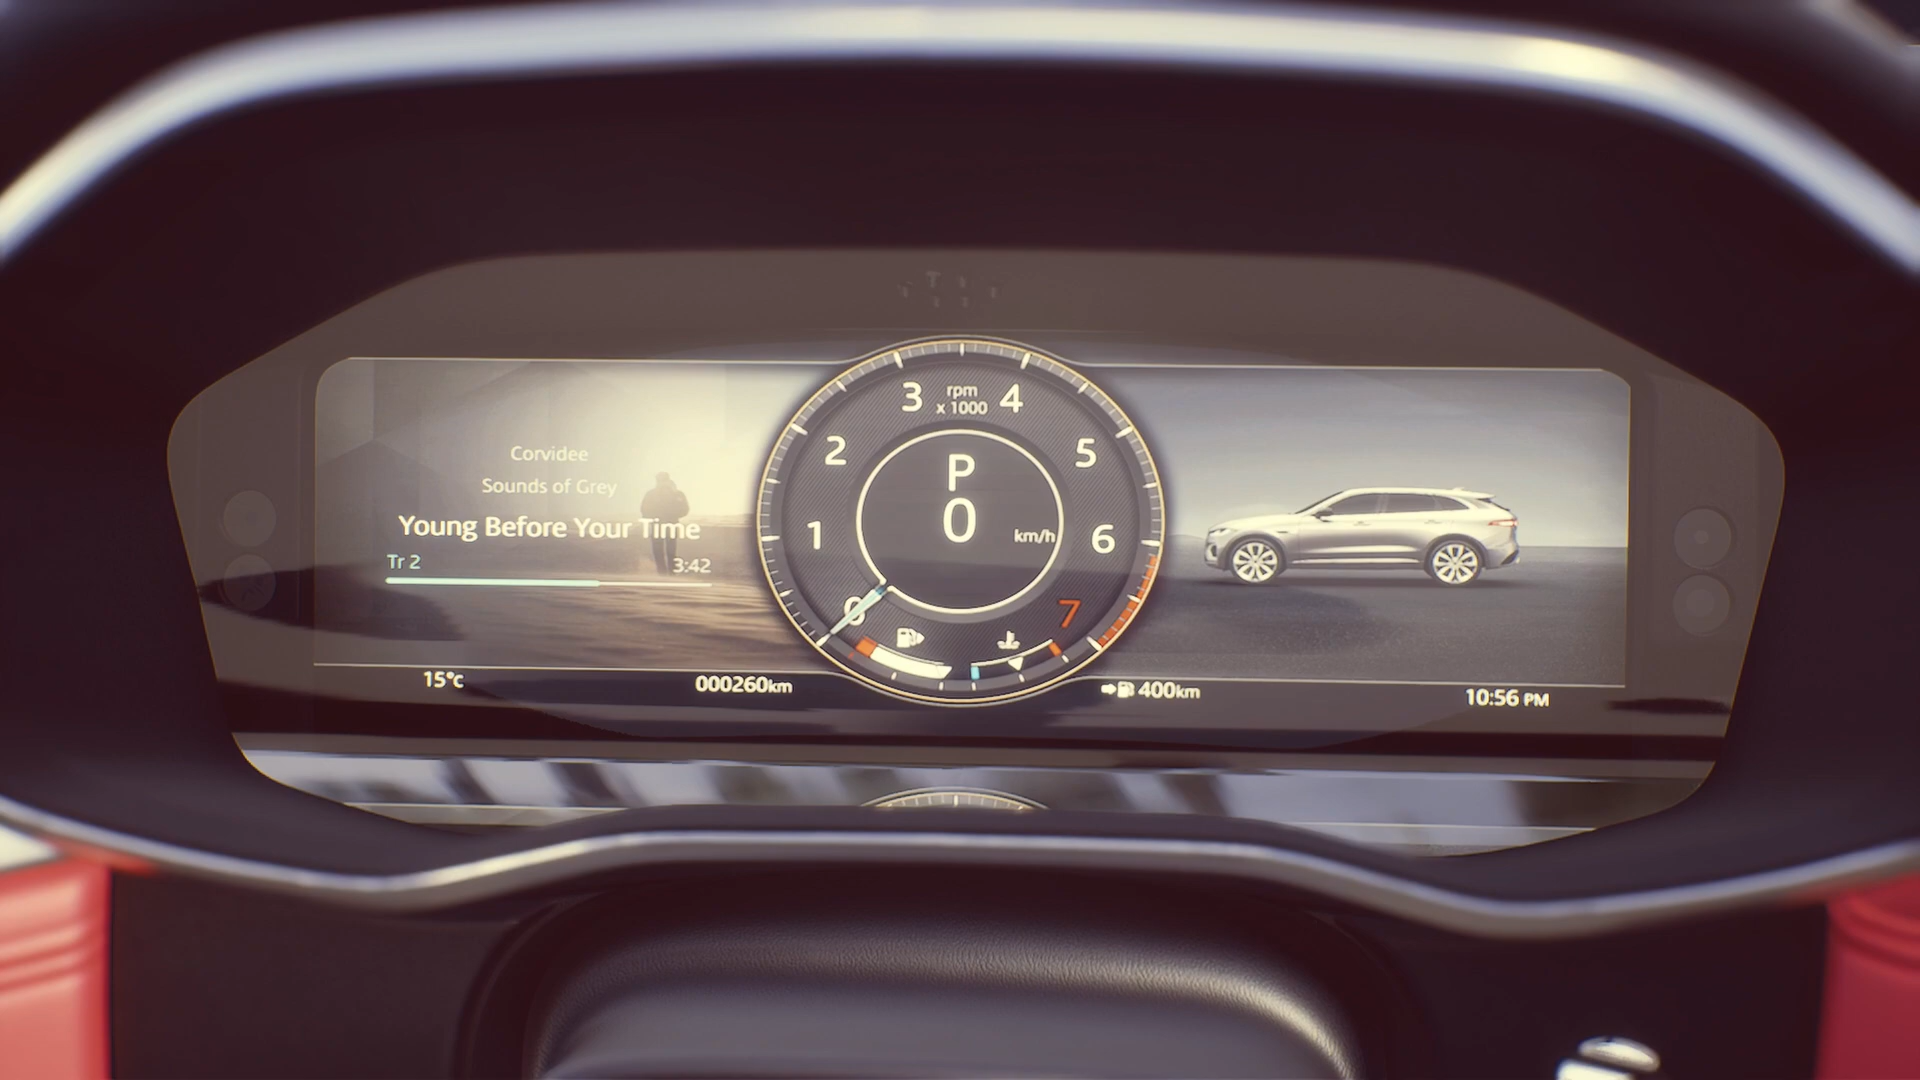 Corvidee
Sounds of Grey
Young Before Your Time
Tr 2
3:42
15°C
000260km
rpm
x 1000
0
1
2
3
4
5
6
7
P
0
km/h
400km
10:56 PM